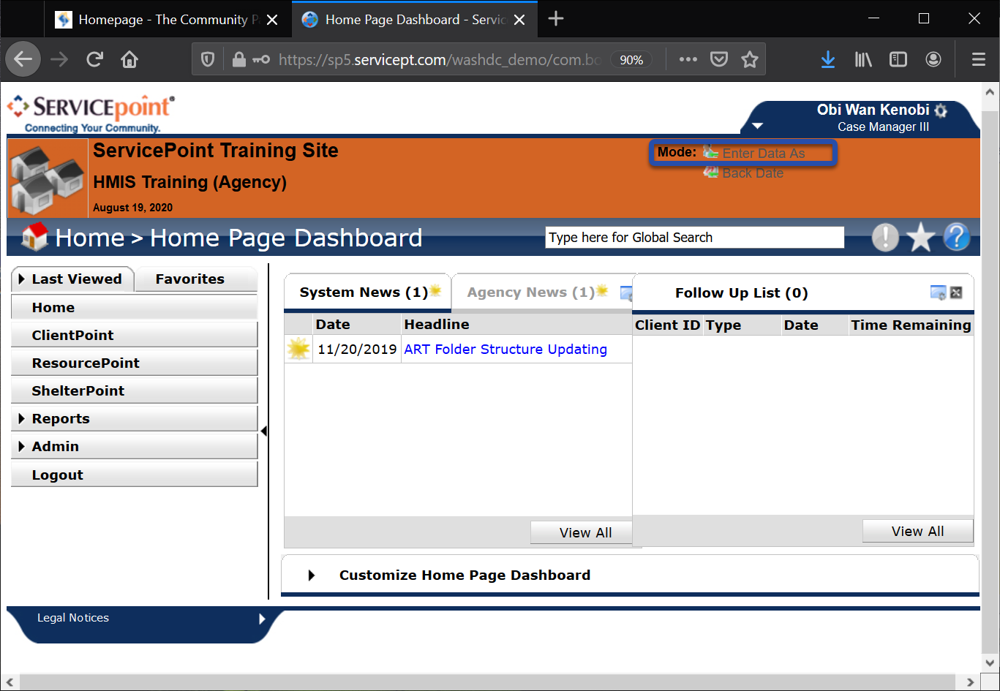 Homepage - The Community P
Home Page Dashboard - Servic
https://sp5.servicept.com/washdc_demo/com.bo
90%
SERVICEpoint®
Connecting Your Community.
Obi Wan Kenobi
Case Manager III
ServicePoint Training Site
HMIS Training (Agency)
August 19, 2020
Mode: Enter Data As
Back Date
Home > Home Page Dashboard
Type here for Global Search
Last Viewed
Favorites
Home
ClientPoint
ResourcePoint
ShelterPoint
Reports
Admin
Logout
System News (1)
Agency News (1)
Date Headline
11/20/2019 ART Folder Structure Updating
View All
Follow Up List (0)
Client ID Type Date Time Remaining
View All
Customize Home Page Dashboard
Legal Notices